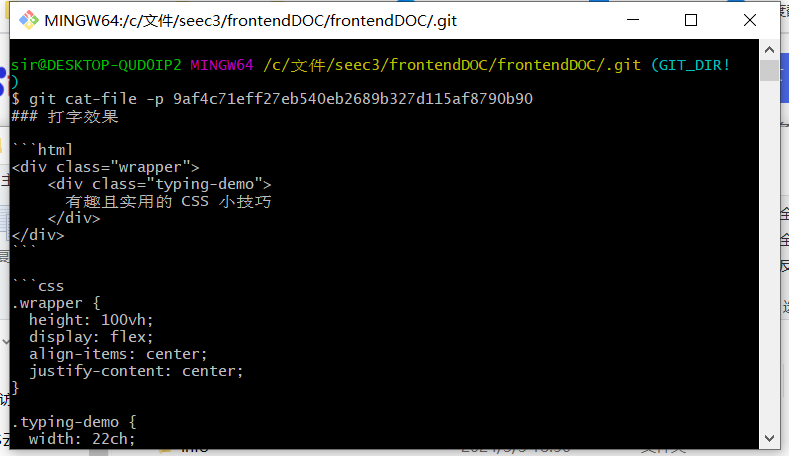 MINGW64:/c/文件/seec3/frontendDOC/frontendDOC/.git
sir@DESKTOP-QUDOIP2 MINGW64 /c/文件/seec3/frontendDOC/frontendDOC/.git (GIT_DIR!
)
$ git cat-file -p 9af4c71eff27eb540eb2689b327d115af8790b90
### 打字效果
```html
<div class="wrapper">
    <div class="typing-demo">
      有趣且实用的 CSS 小技巧
    </div>
</div>
```
```css
.wrapper {
  height: 100vh;
  display: flex;
  align-items: center;
  justify-content: center;
}
.typing-demo {
  width: 22ch;